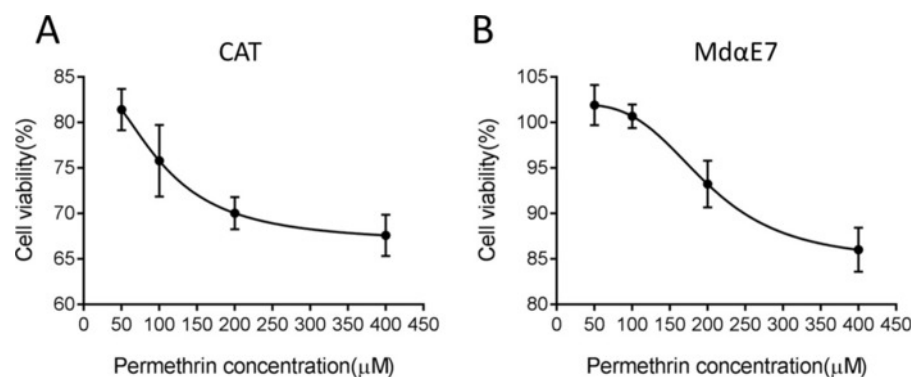 A
CAT
85
80
75
70
65
60
Cell viability(%)
0 50 100 150 200 250 300 350 400 450
Permethrin concentration(μM)
B
MdαE7
105
100
95
90
85
80
Cell viability(%)
0 50 100 150 200 250 300 350 400 450
Permethrin concentration(μM)